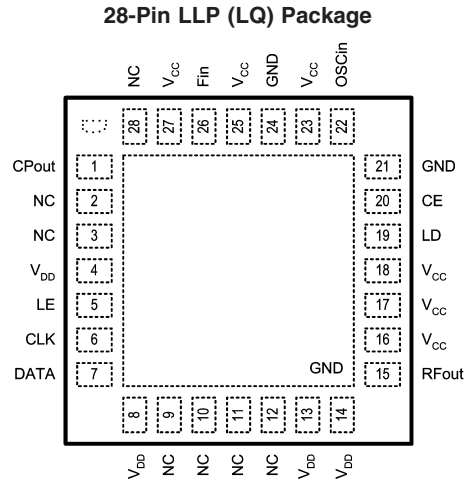 28-Pin LLP (LQ) Package
NC VCC Fin VCC GND VCC OSCin
28 27 26 25 24 23 22
CPout 1 21 GND
NC 2 20 CE
NC 3 19 LD
VDD 4 18 VCC
LE 5 17 VCC
CLK 6 16 VCC
DATA 7 GND 15 RFout
8 9 10 11 12 13 14
VDD NC NC NC NC VDD VDD